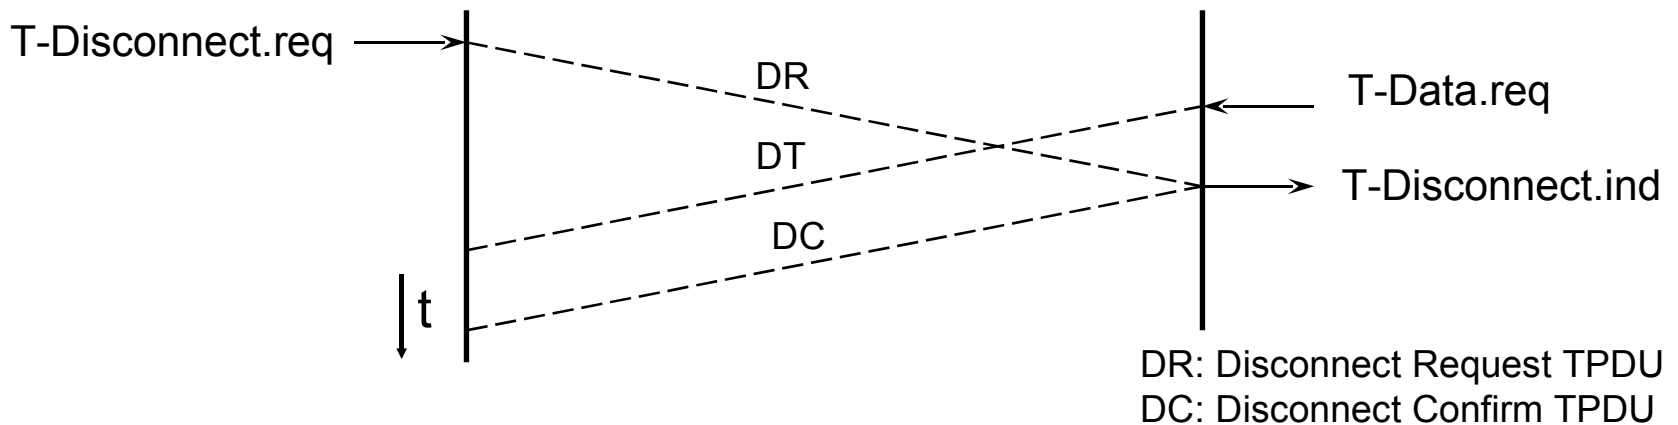 T-Disconnect.req
DR
T-Data.req
DT
T-Disconnect.ind
DC
t
DR: Disconnect Request TPDU
DC: Disconnect Confirm TPDU